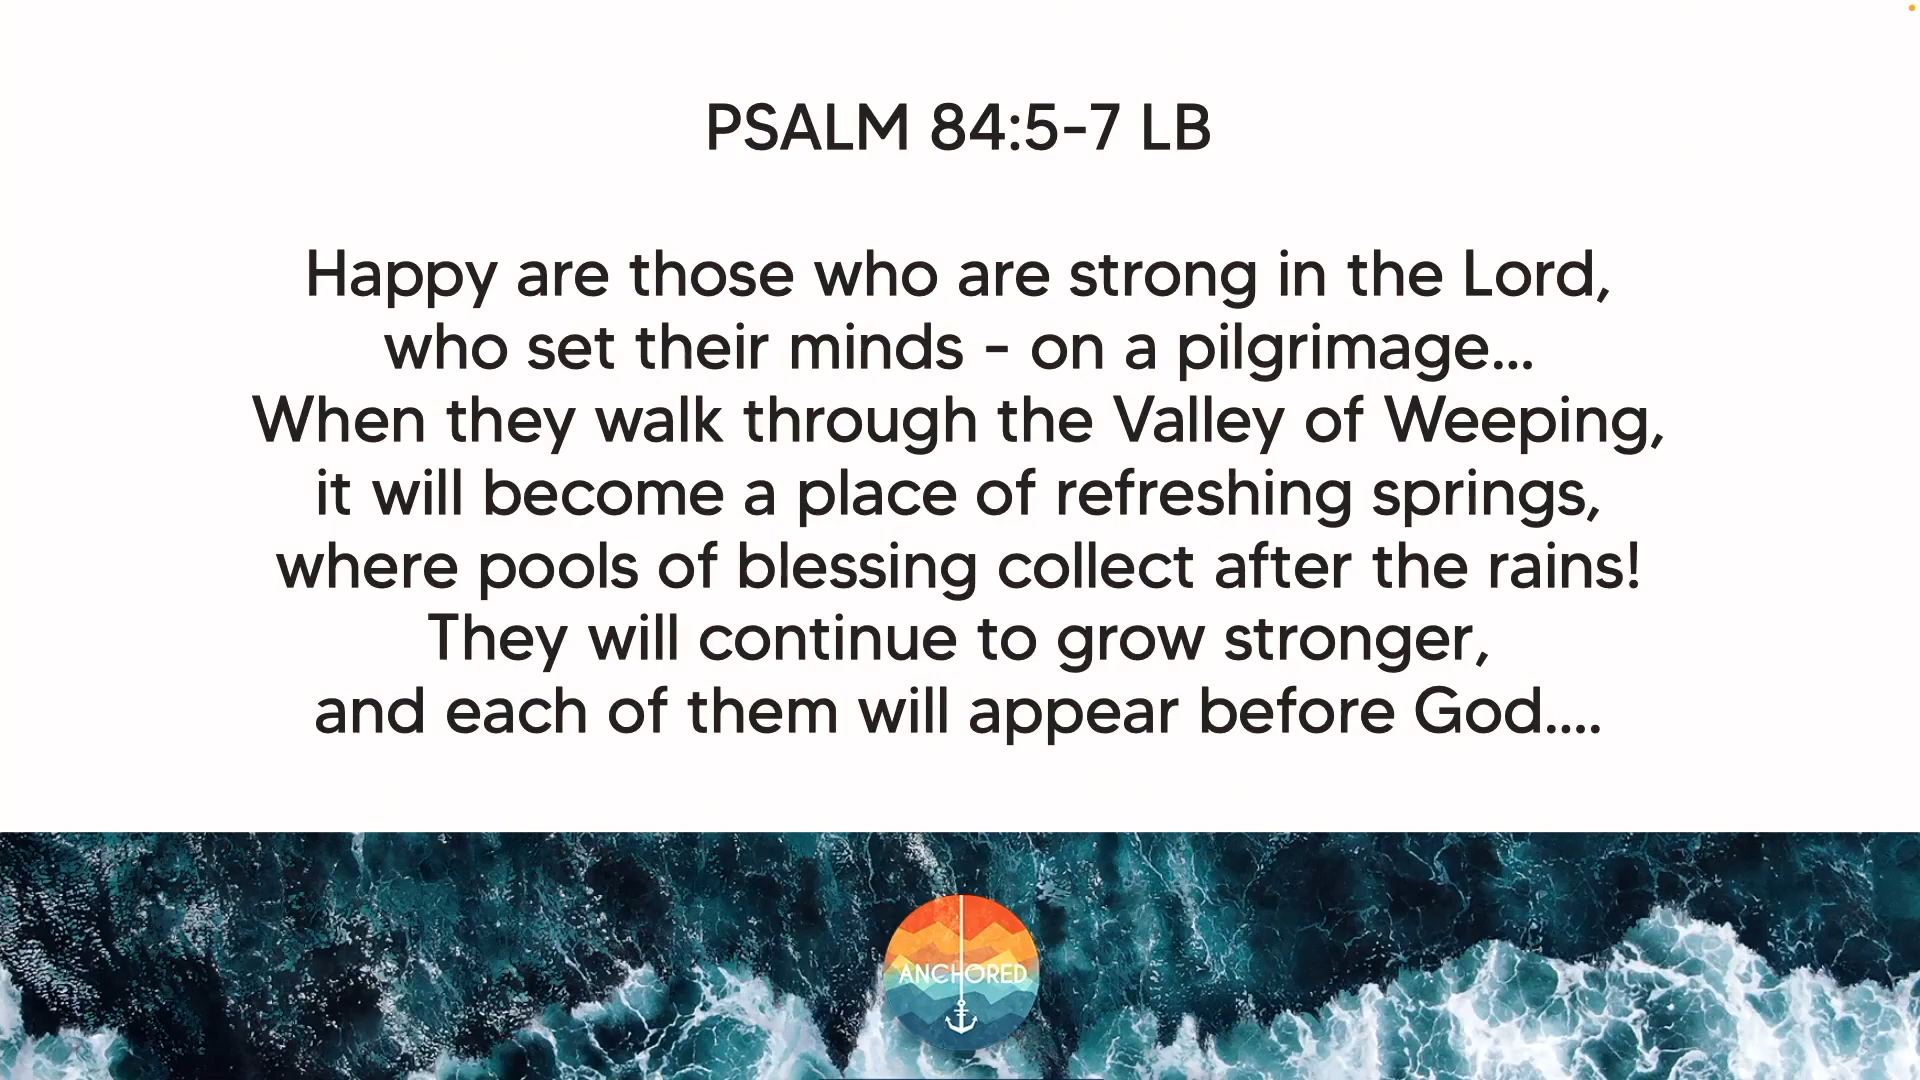 PSALM 84:5-7 LB
Happy are those who are strong in the Lord,
who set their minds - on a pilgrimage...
When they walk through the Valley of Weeping,
it will become a place of refreshing springs,
where pools of blessing collect after the rains!
They will continue to grow stronger,
and each of them will appear before God....
ANCHORED